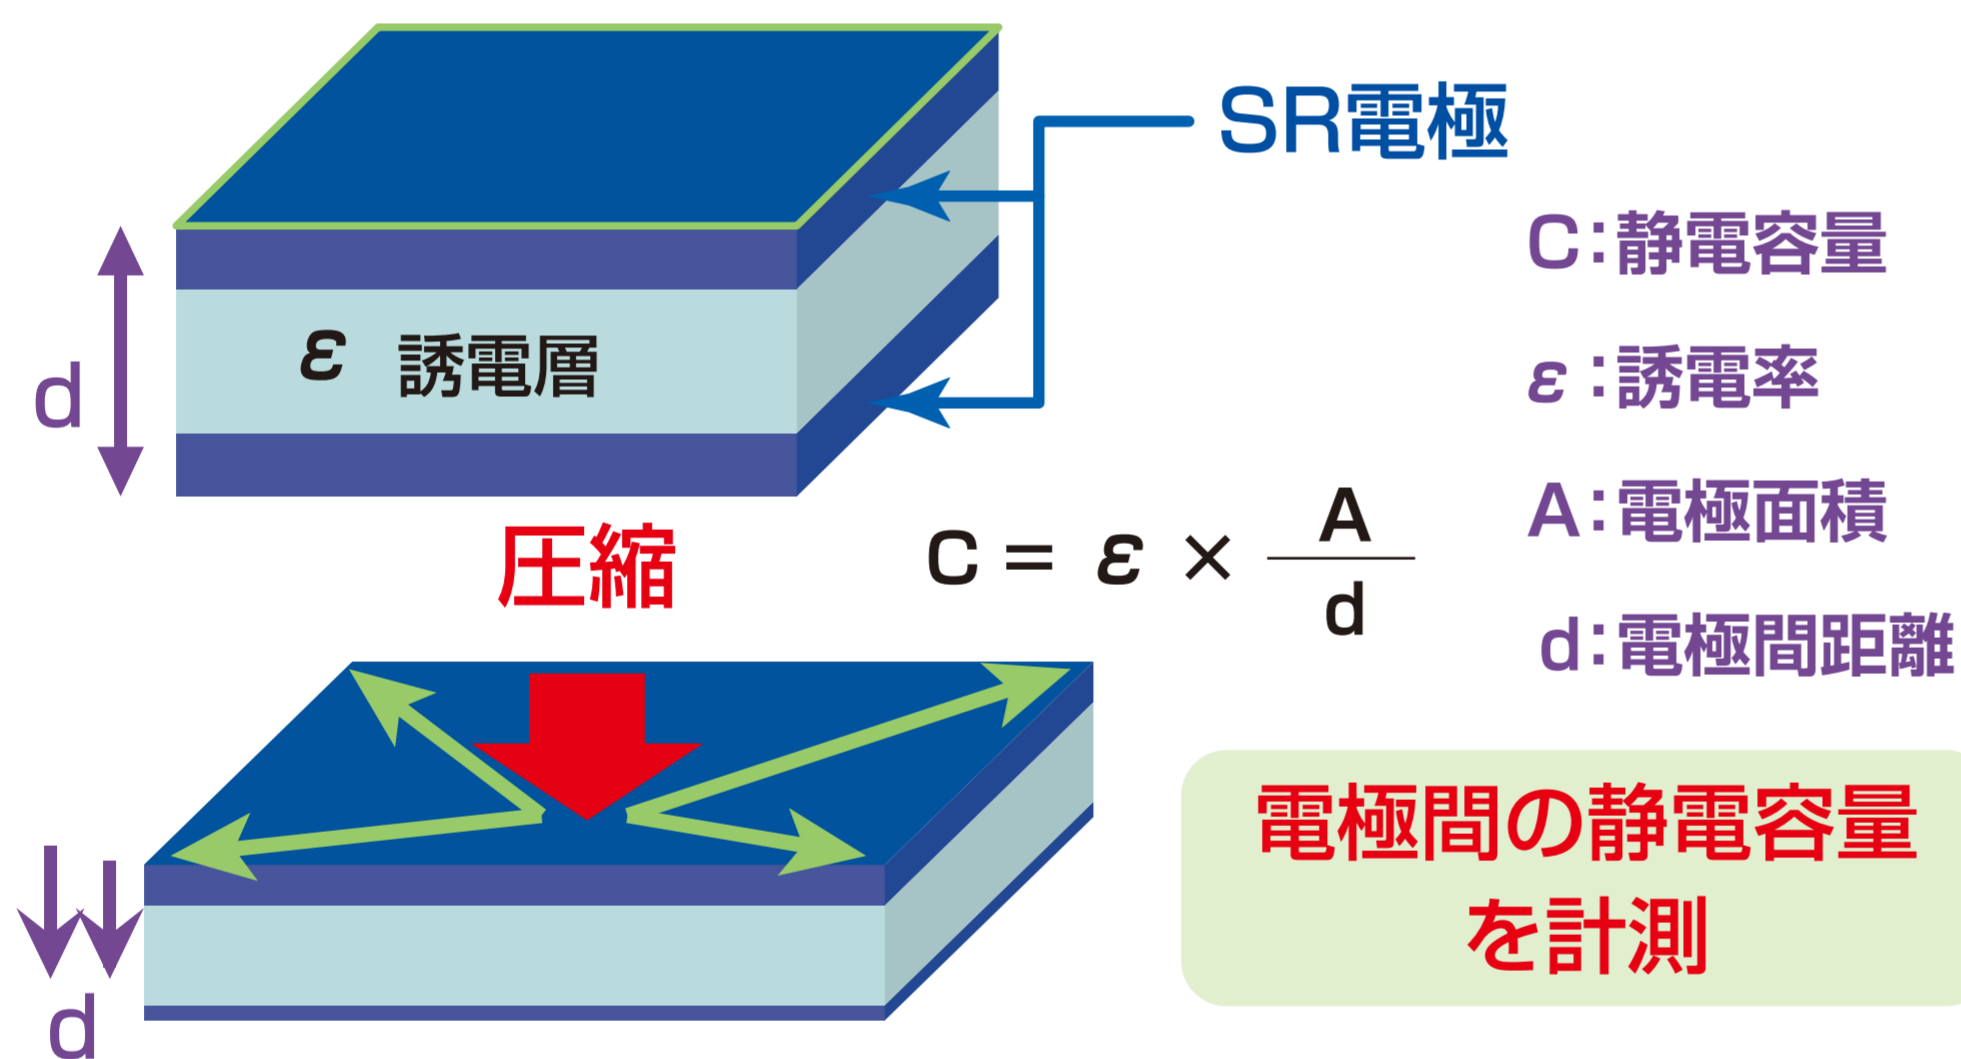 SR電極
d
ε 誘電層
C:静電容量
ε:誘電率
A:電極面積
d:電極間距離
圧縮
C = ε × A
d
d
電極間の静電容量
を計測